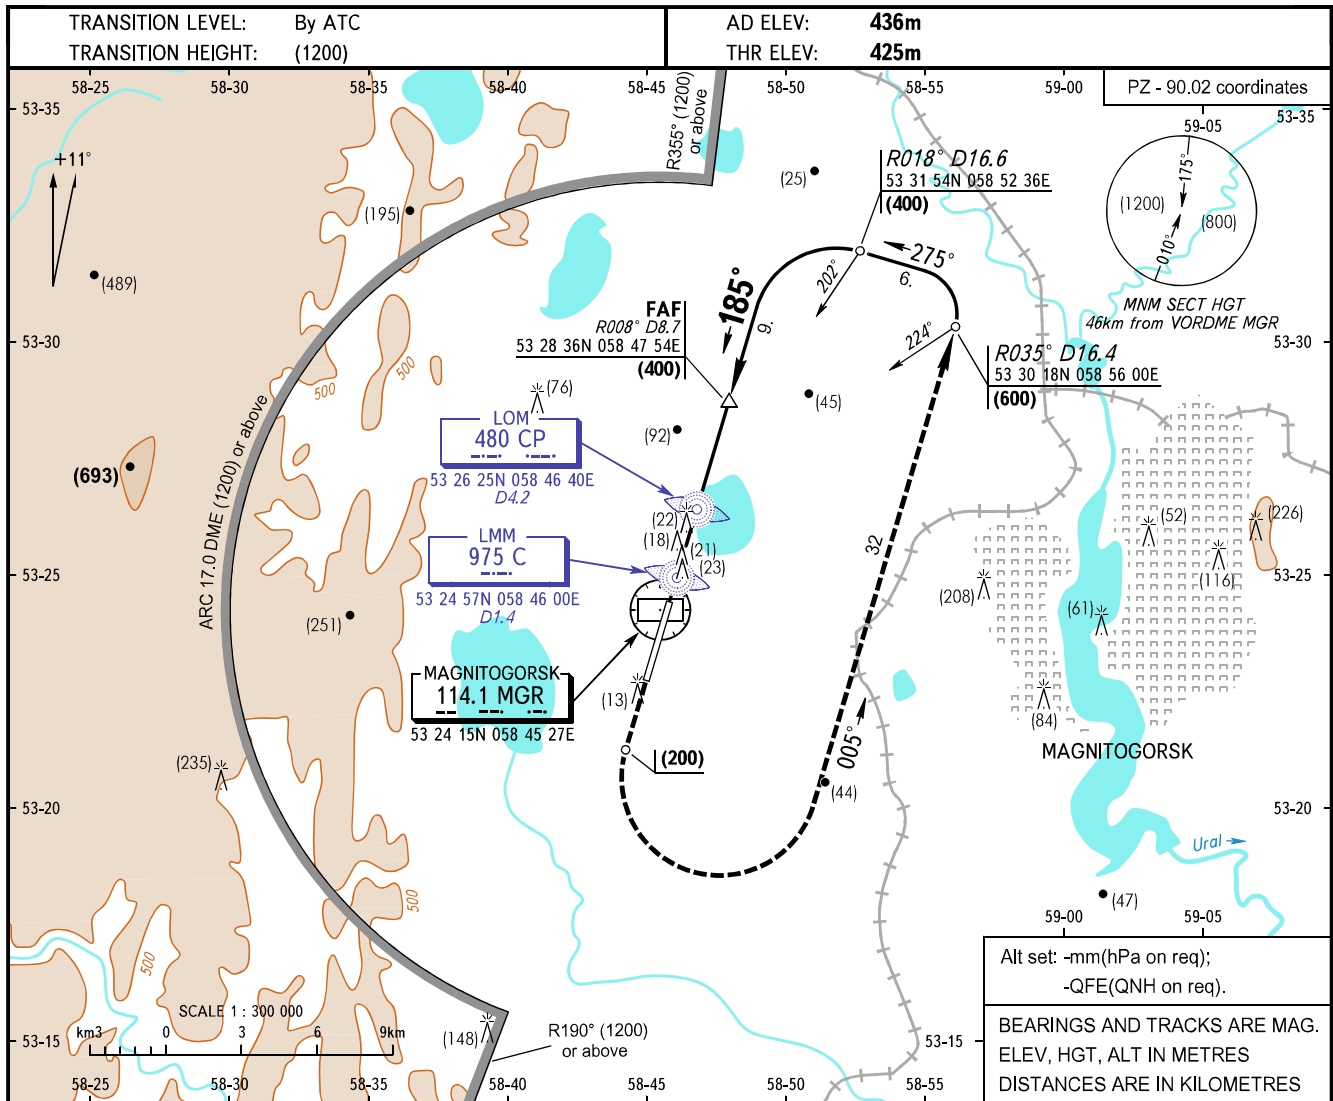 TRANSITION LEVEL: By ATC
TRANSITION HEIGHT: (1200)
AD ELEV: 436m
THR ELEV: 425m
58-25 58-30 58-35 58-40 58-45 58-50 58-55 59-00
PZ - 90.02 coordinates
53-35
53-35
59-05
+11°
R355° (1200)
or above
(25)
R018° D16.6
53 31 54N 058 52 36E
(400)
175°
(1200)
(800)
010°
MNM SECT HGT
46km from VORDME MGR
(195)
(489)
202°
275°
6.
185°
9.
224°
FAF
R008° D8.7
53 28 36N 058 47 54E
(400)
53-30
53-30
R035° D16.4
53 30 18N 058 56 00E
(600)
500
500
(76)
(45)
(92)
LOM
480 CP
53 26 25N 058 46 40E
D4.2
(693)
ARC 17.0 DME (1200) or above
(22)
(18)
(21)
(23)
LMM
975 C
53 24 57N 058 46 00E
D1.4
32
(52)
(226)
(116)
(208)
(61)
53-25
53-25
(251)
MAGNITOGORSK
114.1 MGR
53 24 15N 058 45 27E
(13)
(84)
005°
MAGNITOGORSK
(200)
(235)
(44)
53-20
53-20
Ural
500
(47)
59-00 59-05
500
Alt set: -mm(hPa on req);
-QFE(QNH on req).
SCALE 1 : 300 000
km3 0 3 6 9km
(148)
R190° (1200)
or above
53-15
53-15
BEARINGS AND TRACKS ARE MAG.
ELEV, HGT, ALT IN METRES
DISTANCES ARE IN KILOMETRES
58-25 58-30 58-35 58-40 58-45 58-50 58-55